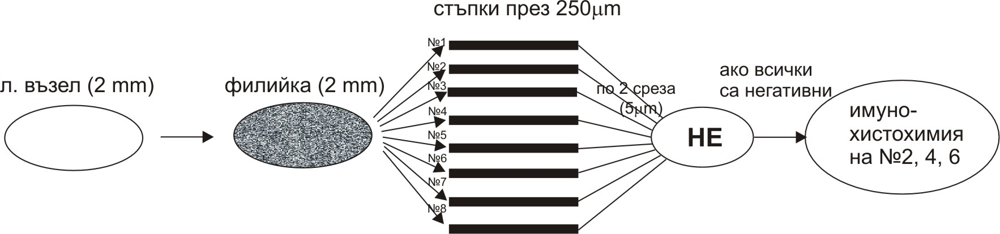 стъпки през 250µm
л. възел (2 mm)
филийка (2 mm)
№1
№2
№3
№4
№5
№6
№7
№8
по 2 среза
(5µm)
НЕ
ако всички
са негативни
имуно-
хистохимия
на №2, 4, 6